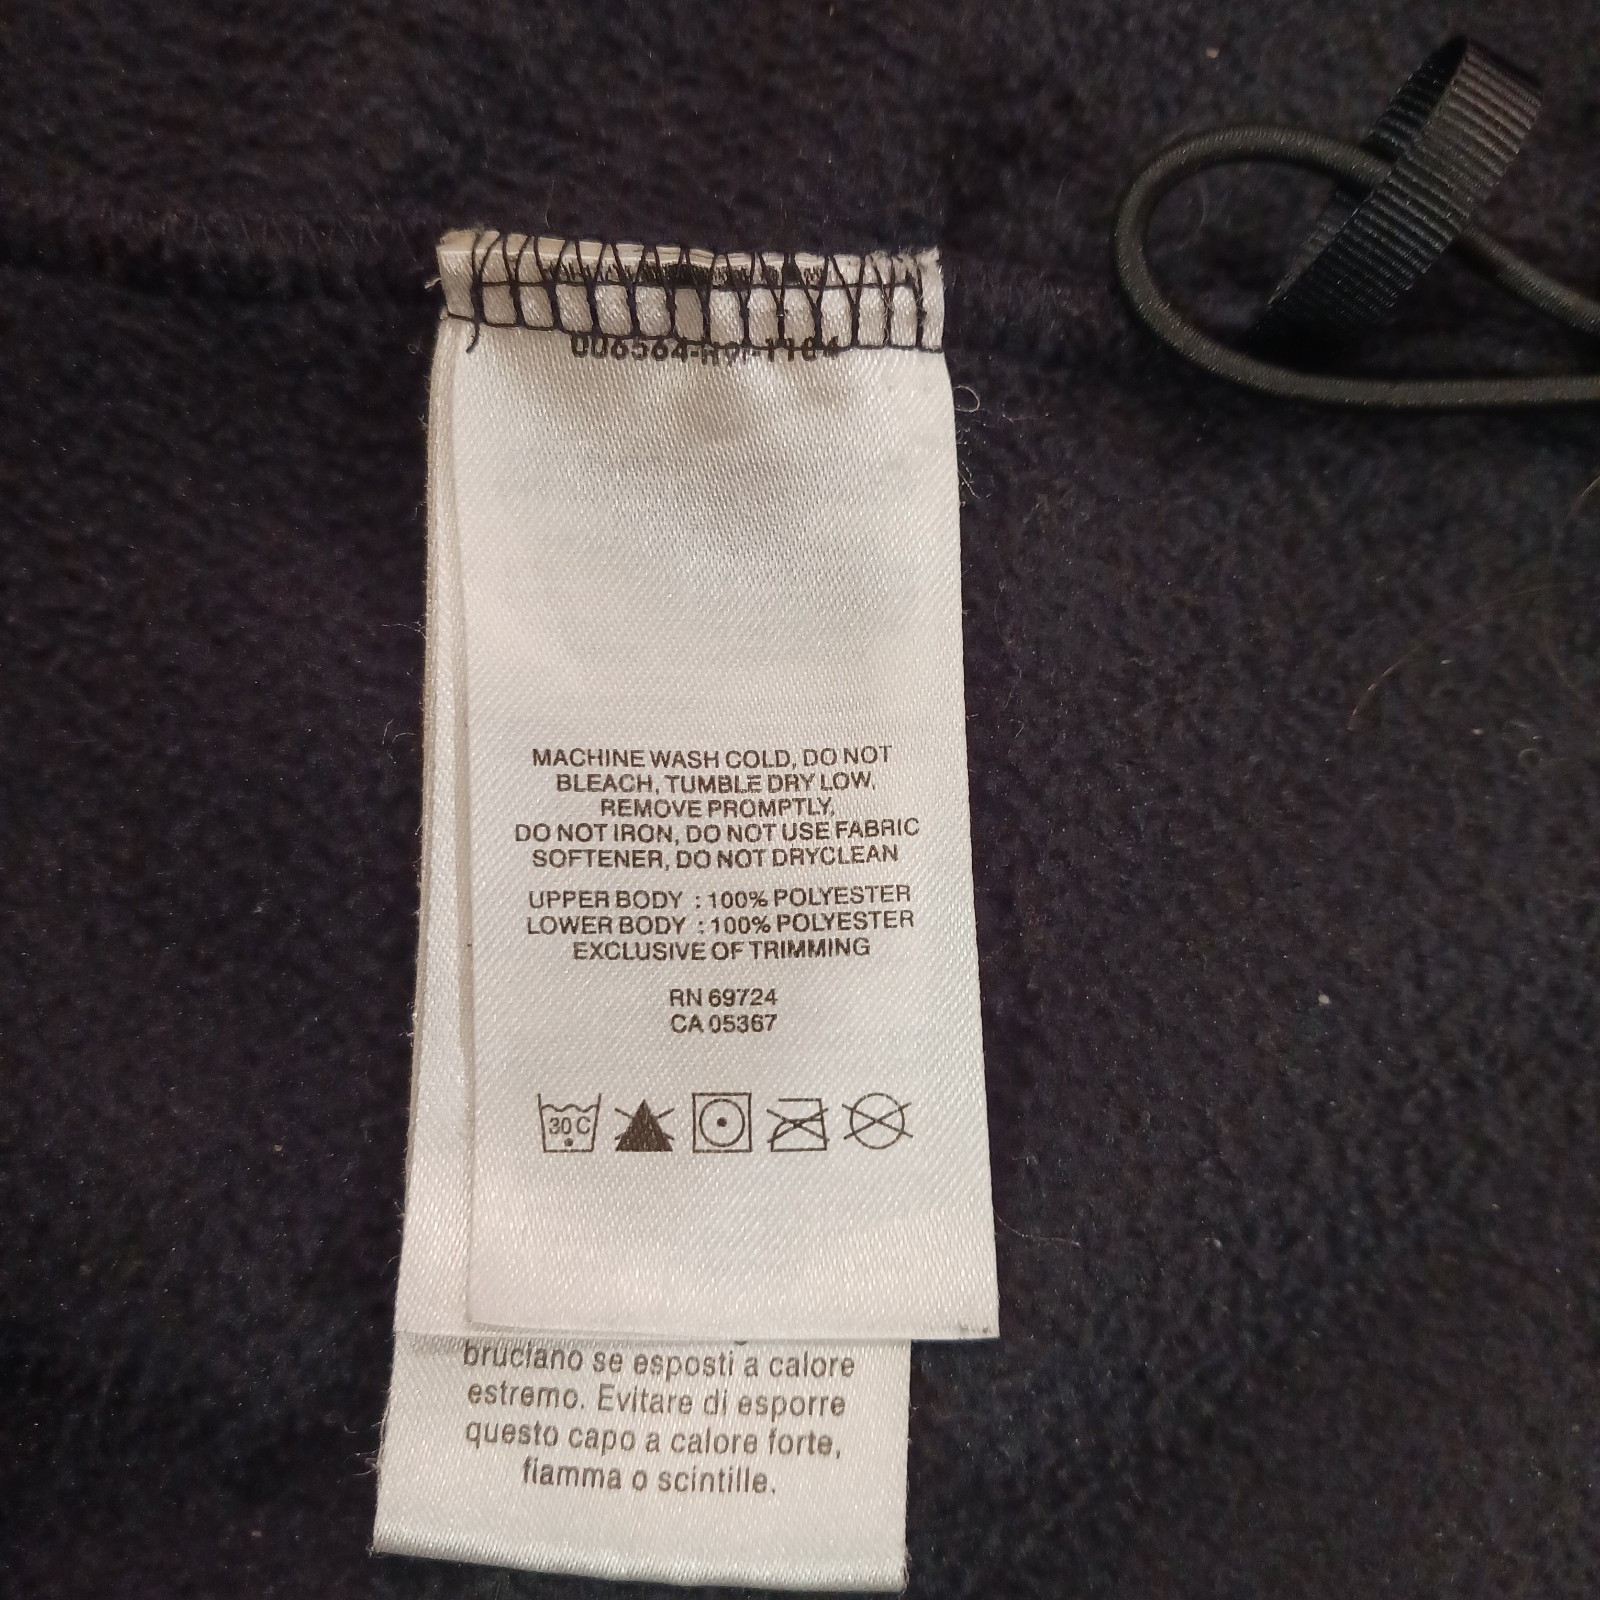 MACHINE WASH COLD, DO NOT
BLEACH, TUMBLE DRY LOW,
REMOVE PROMPTLY,
DO NOT IRON, DO NOT USE FABRIC
SOFTENER, DO NOT DRYCLEAN
UPPER BODY : 100% POLYESTER
LOWER BODY : 100% POLYESTER
EXCLUSIVE OF TRIMMING
RN 69724
CA 05367
30 C
bruciano se esposti a calore
estremo. Evitare di esporre
questo capo a calore forte,
fiamma o scintille.